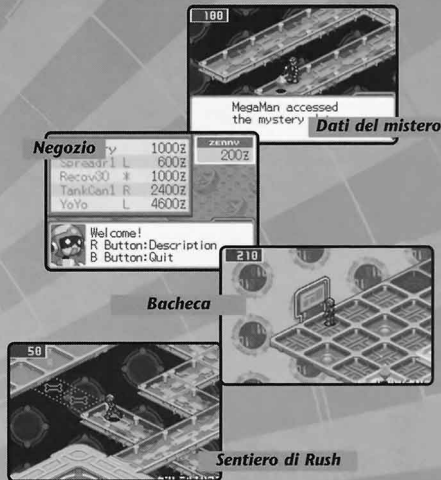 100
MegaMan accessed
the mystery
Dati del mistero
Negozio
1000Z
ZENNY
200Z
Spreadr1 L 600Z
Recov30 * 1000Z
TankCan1 R 2400Z
YoYo L 4600Z
Welcome!
R Button:Description
B Button:Quit
210
Bacheca
50
Sentiero di Rush